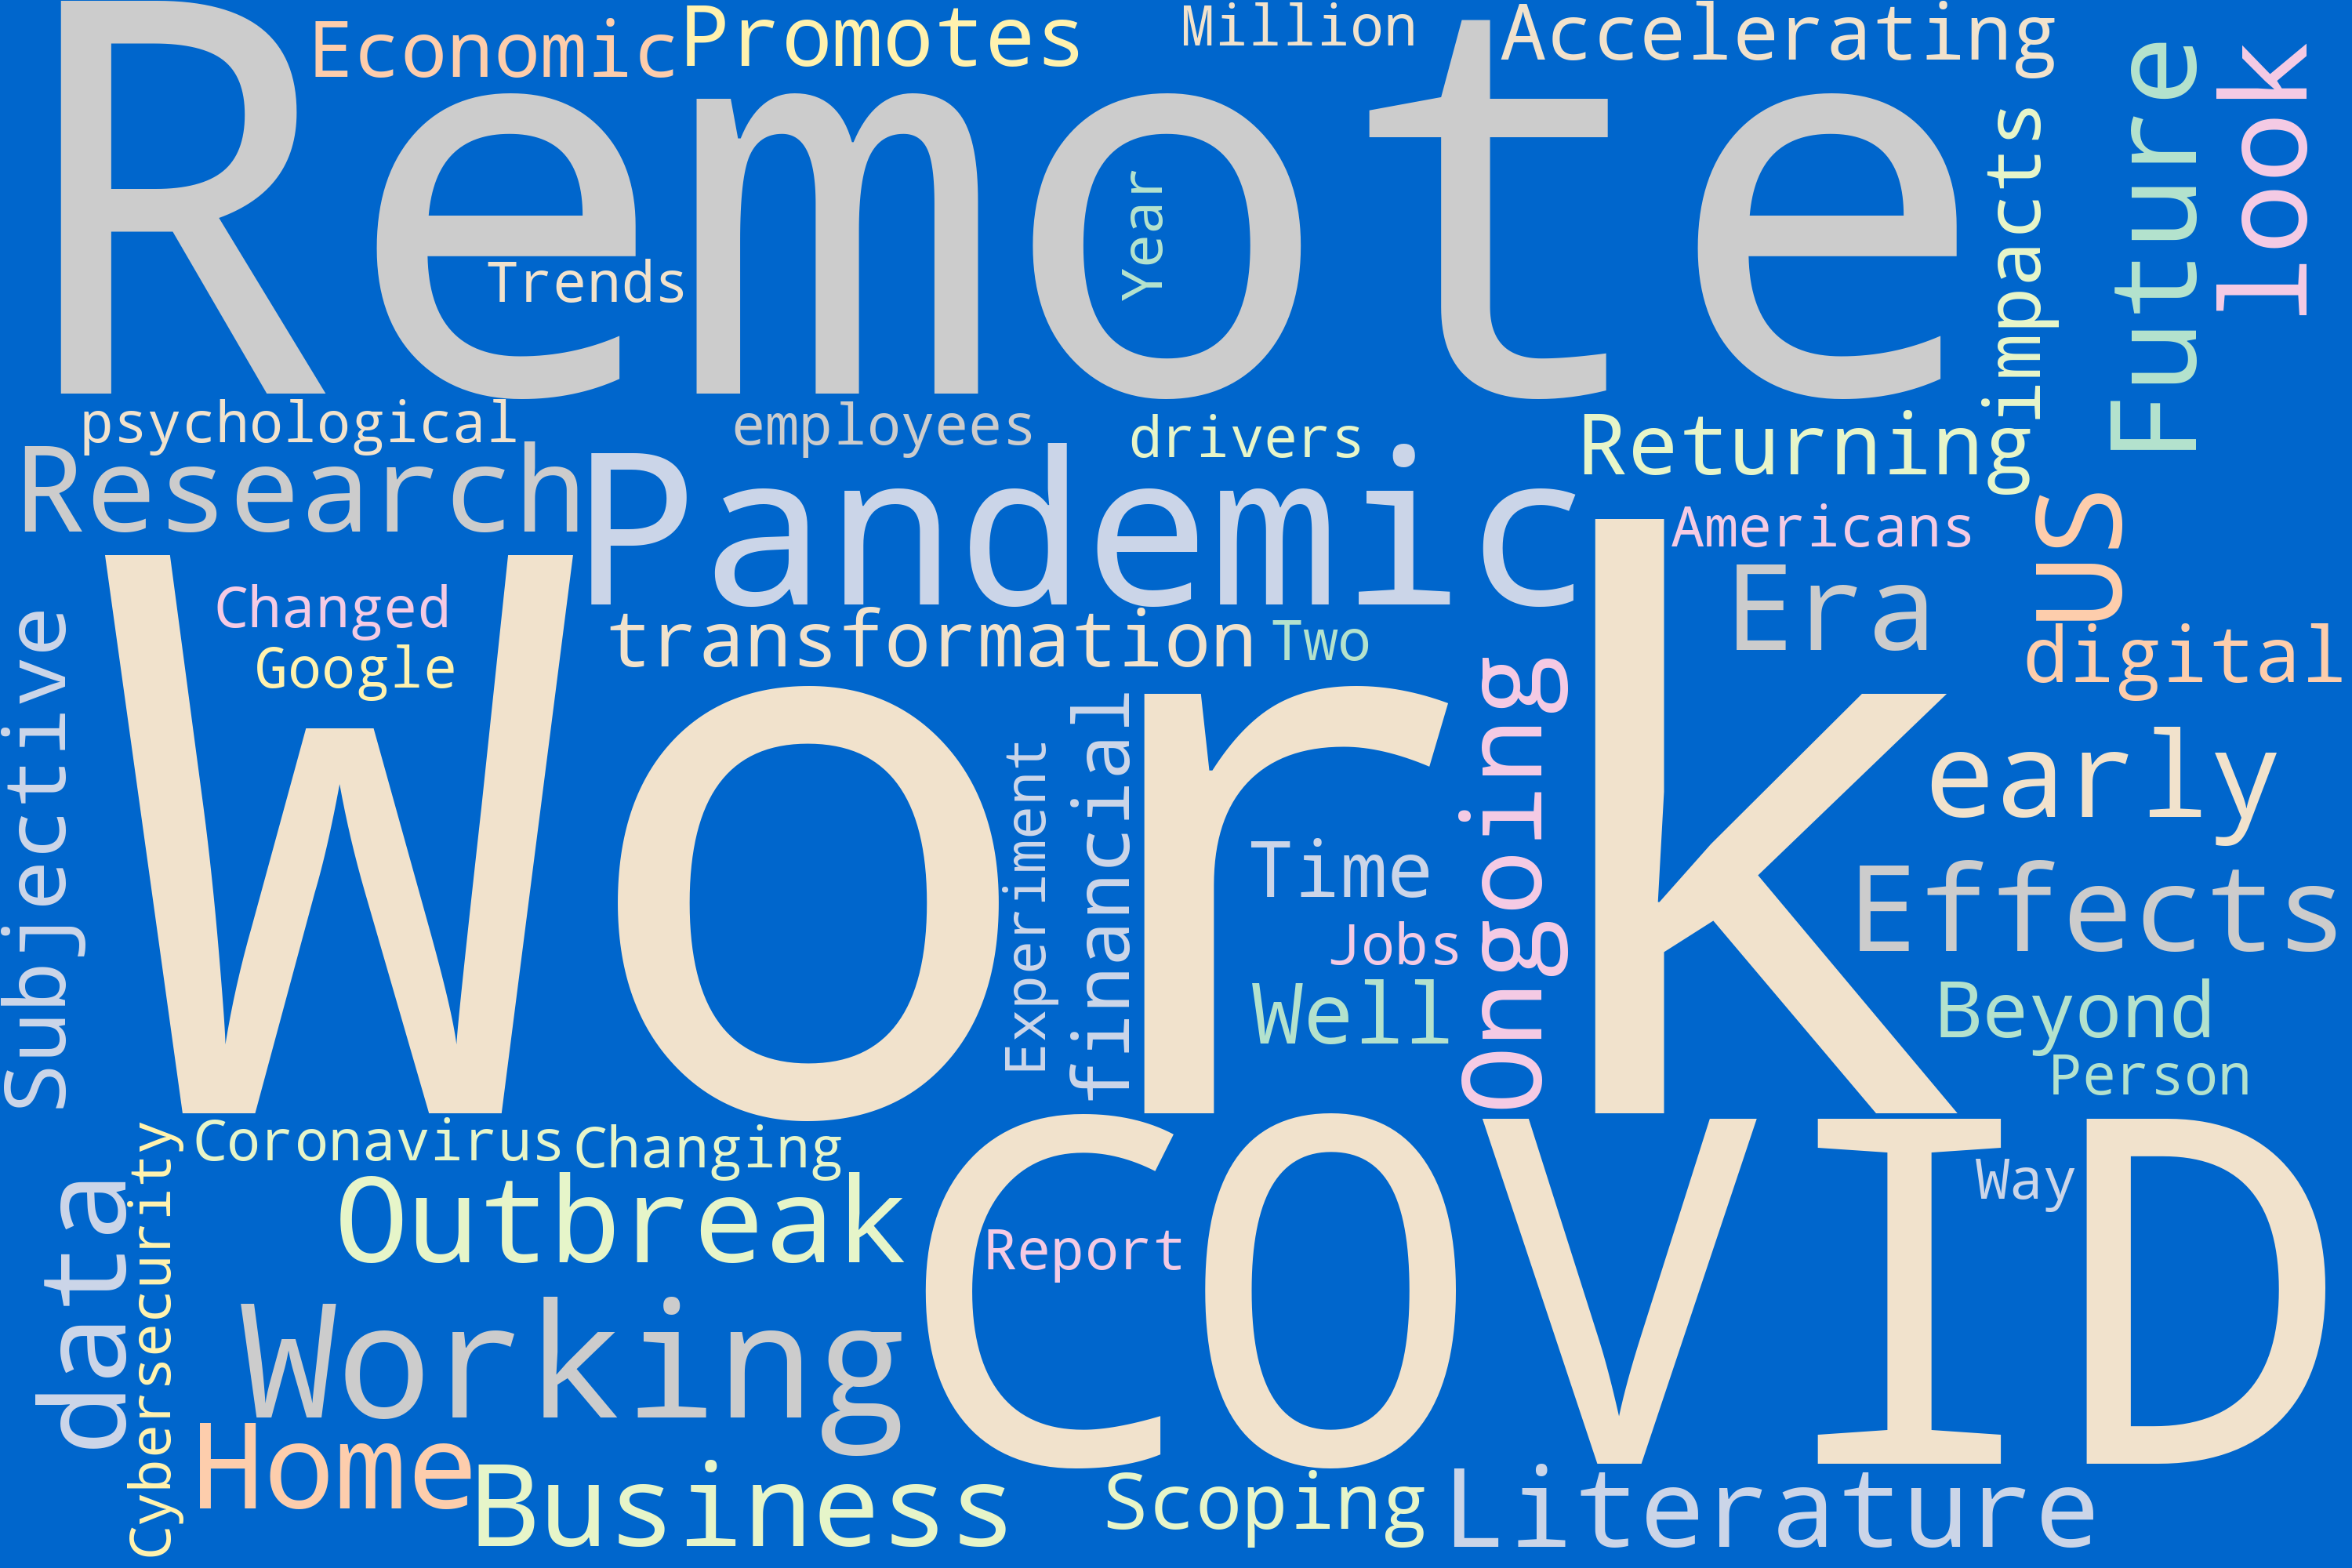 Economic
Promotes
Million
Accelerating
Remote
Future
look
impacts
Year
Trends
psychological
employees
drivers
Returning
Research
Pandemic
Americans
us
Era
Changed
Google
transformation
Two
digital
Work
Subjective
early
Experiment
financial
Time
Ongoing
Effects
Jobs
Well
Beyond
Person
Coronavirus
Changing
COVID
Way
data
Cybersecurity
Outbreak
Report
Working
Home
Business
Scoping
Literature